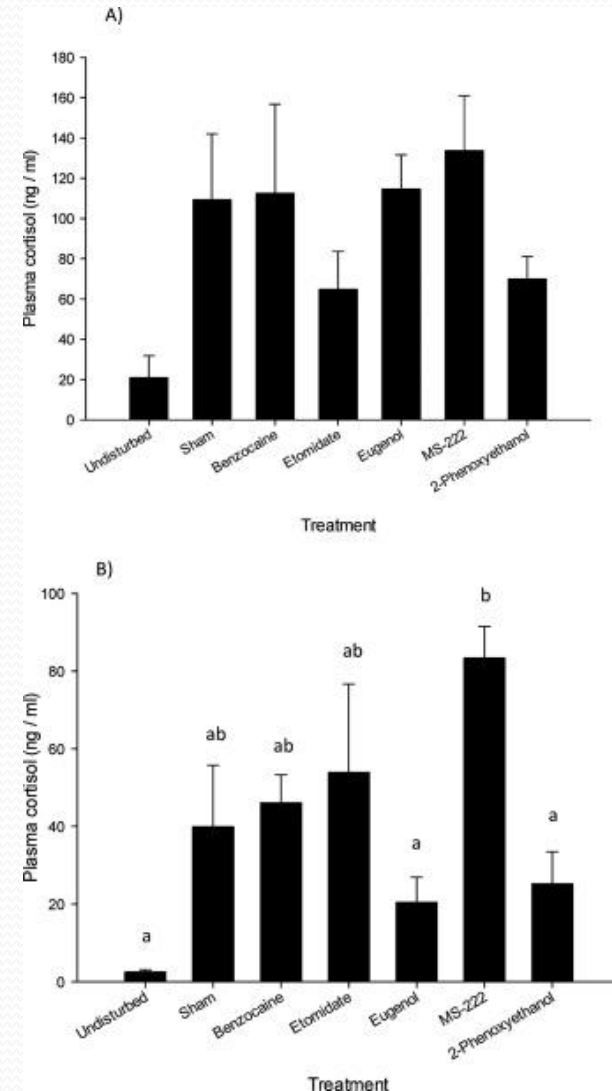 A)
180
160
140
120
100
80
60
40
20
0
Plasma cortisol (ng / ml)
Undisturbed
Sham
Benzocaine
Etomidate
Eugenol
MS-222
2-Phenoxyethanol
Treatment
B)
100
80
60
40
20
0
Plasma cortisol (ng / ml)
a
ab
ab
ab
a
b
a
Undisturbed
Sham
Benzocaine
Etomidate
Eugenol
MS-222
2-Phenoxyethanol
Treatment